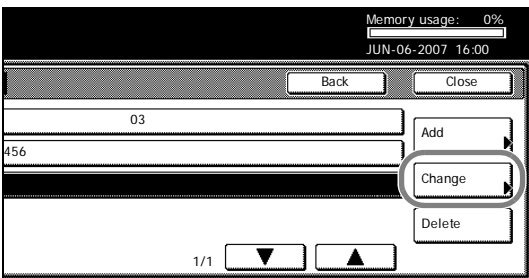 Memory usage: 0%
JUN-06-2007 16:00
Back Close
03
Add
456
Change
Delete
1/1